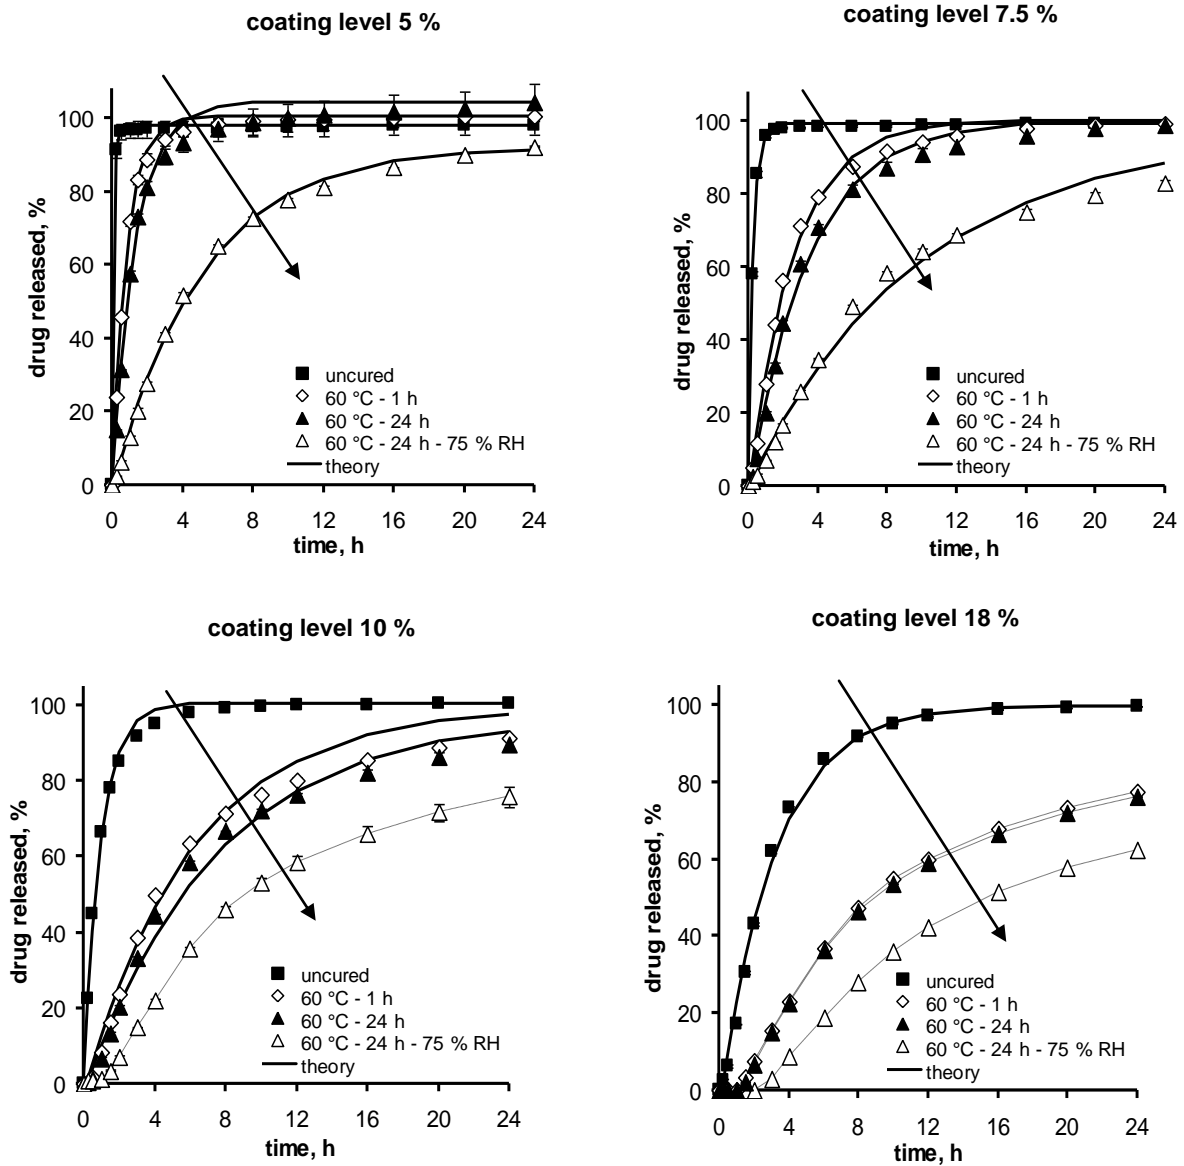 coating level 5 %
100
80
60
40
20
0
drug released, %
uncured
60 °C - 1 h
60 °C - 24 h
60 °C - 24 h - 75 % RH
theory
0 4 8 12 16 20 24
time, h
coating level 7.5 %
100
80
60
40
20
0
drug released, %
uncured
60 °C - 1 h
60 °C - 24 h
60 °C - 24 h - 75 % RH
theory
0 4 8 12 16 20 24
time, h
coating level 10 %
100
80
60
40
20
0
drug released, %
uncured
60 °C - 1 h
60 °C - 24 h
60 °C - 24 h - 75 % RH
theory
0 4 8 12 16 20 24
time, h
coating level 18 %
100
80
60
40
20
0
drug released, %
uncured
60 °C - 1 h
60 °C - 24 h
60 °C - 24 h - 75 % RH
theory
0 4 8 12 16 20 24
time, h